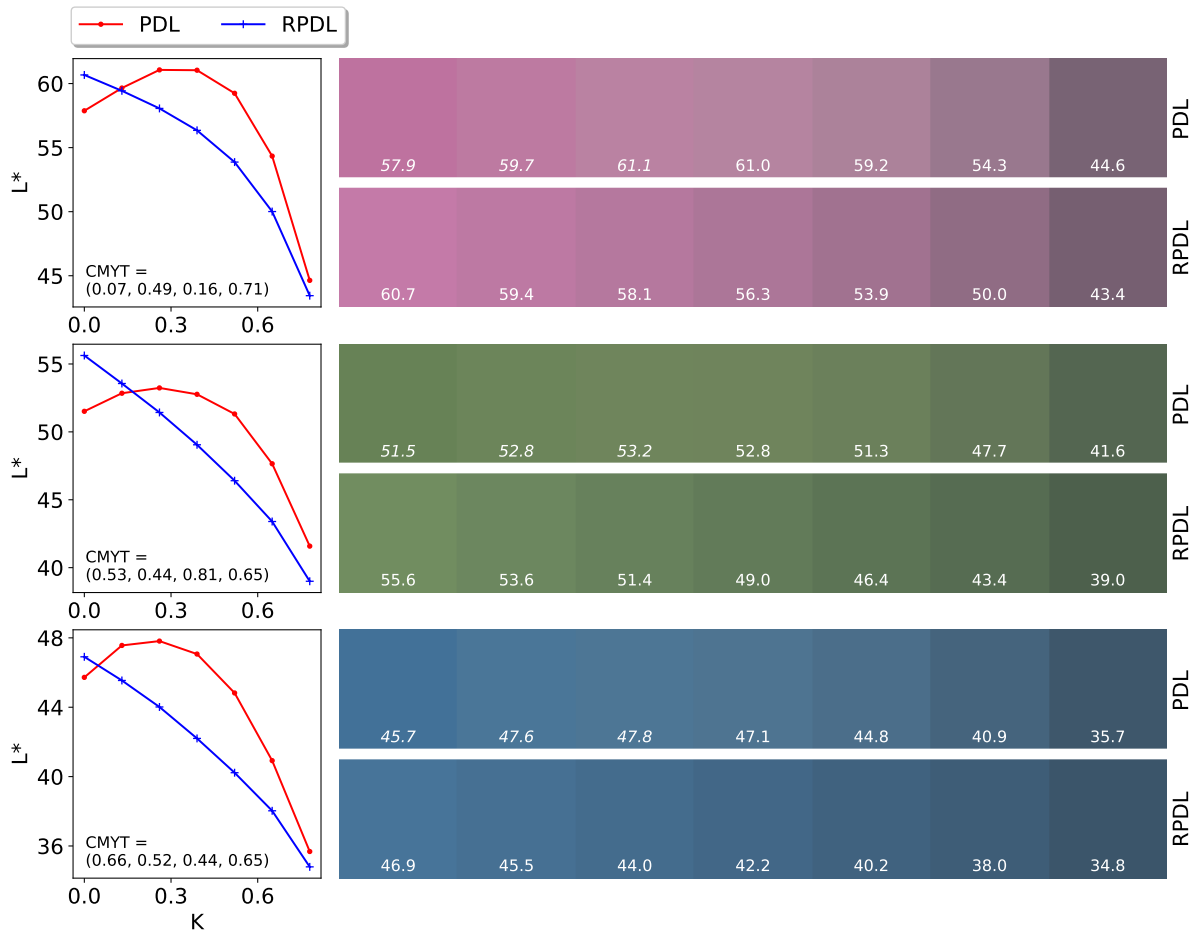 PDL RPDL
60
55
50
45
L*
CMYT =
(0.07, 0.49, 0.16, 0.71)
0.0 0.3 0.6
57.9 59.7 61.1 61.0 59.2 54.3 44.6
PDL
60.7 59.4 58.1 56.3 53.9 50.0 43.4
RPDL
55
50
45
40
L*
CMYT =
(0.53, 0.44, 0.81, 0.65)
0.0 0.3 0.6
51.5 52.8 53.2 52.8 51.3 47.7 41.6
PDL
55.6 53.6 51.4 49.0 46.4 43.4 39.0
RPDL
48
44
40
36
L*
CMYT =
(0.66, 0.52, 0.44, 0.65)
0.0 0.3 0.6
K
45.7 47.6 47.8 47.1 44.8 40.9 35.7
PDL
46.9 45.5 44.0 42.2 40.2 38.0 34.8
RPDL